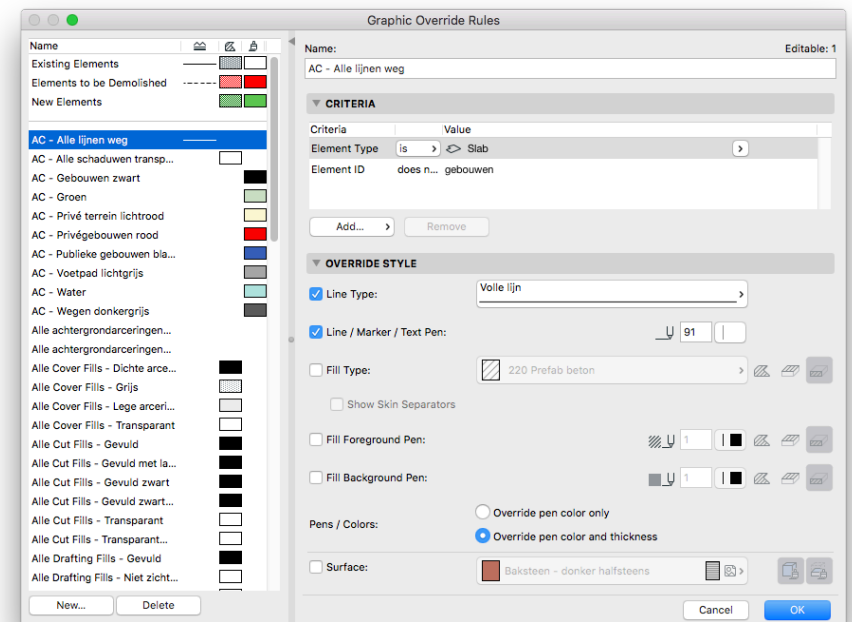 Graphic Override Rules
Name
Existing Elements
Elements to be Demolished
New Elements
AC - Alle lijnen weg
AC - Alle schaduwen transp...
AC - Gebouwen zwart
AC - Groen
AC - Privé terrein lichtrood
AC - Privégebouwen rood
AC - Publieke gebouwen bla...
AC - Voetpad lichtgrijs
AC - Water
AC - Wegen donkergrijs
Alle achtergrondarceringen...
Alle achtergrondarceringen...
Alle Cover Fills - Dichte arce...
Alle Cover Fills - Grijs
Alle Cover Fills - Lege arceri...
Alle Cover Fills - Transparant
Alle Cut Fills - Gevuld
Alle Cut Fills - Gevuld met la...
Alle Cut Fills - Gevuld zwart
Alle Cut Fills - Gevuld zwart...
Alle Cut Fills - Transparant
Alle Cut Fills - Transparant...
Alle Drafting Fills - Gevuld
Alle Drafting Fills - Niet zicht...
New... Delete
Name: Editable: 1
AC - Alle lijnen weg
CRITERIA
Criteria Value
Element Type is Slab
Element ID does n... gebouwen
Add... Remove
OVERRIDE STYLE
Line Type: Volle lijn
Line / Marker / Text Pen: 91
Fill Type: 220 Prefab beton
Show Skin Separators
Fill Foreground Pen: 1
Fill Background Pen: 1
Override pen color only
Pens / Colors:
Override pen color and thickness
Surface: Baksteen - donker halfsteens
Cancel OK